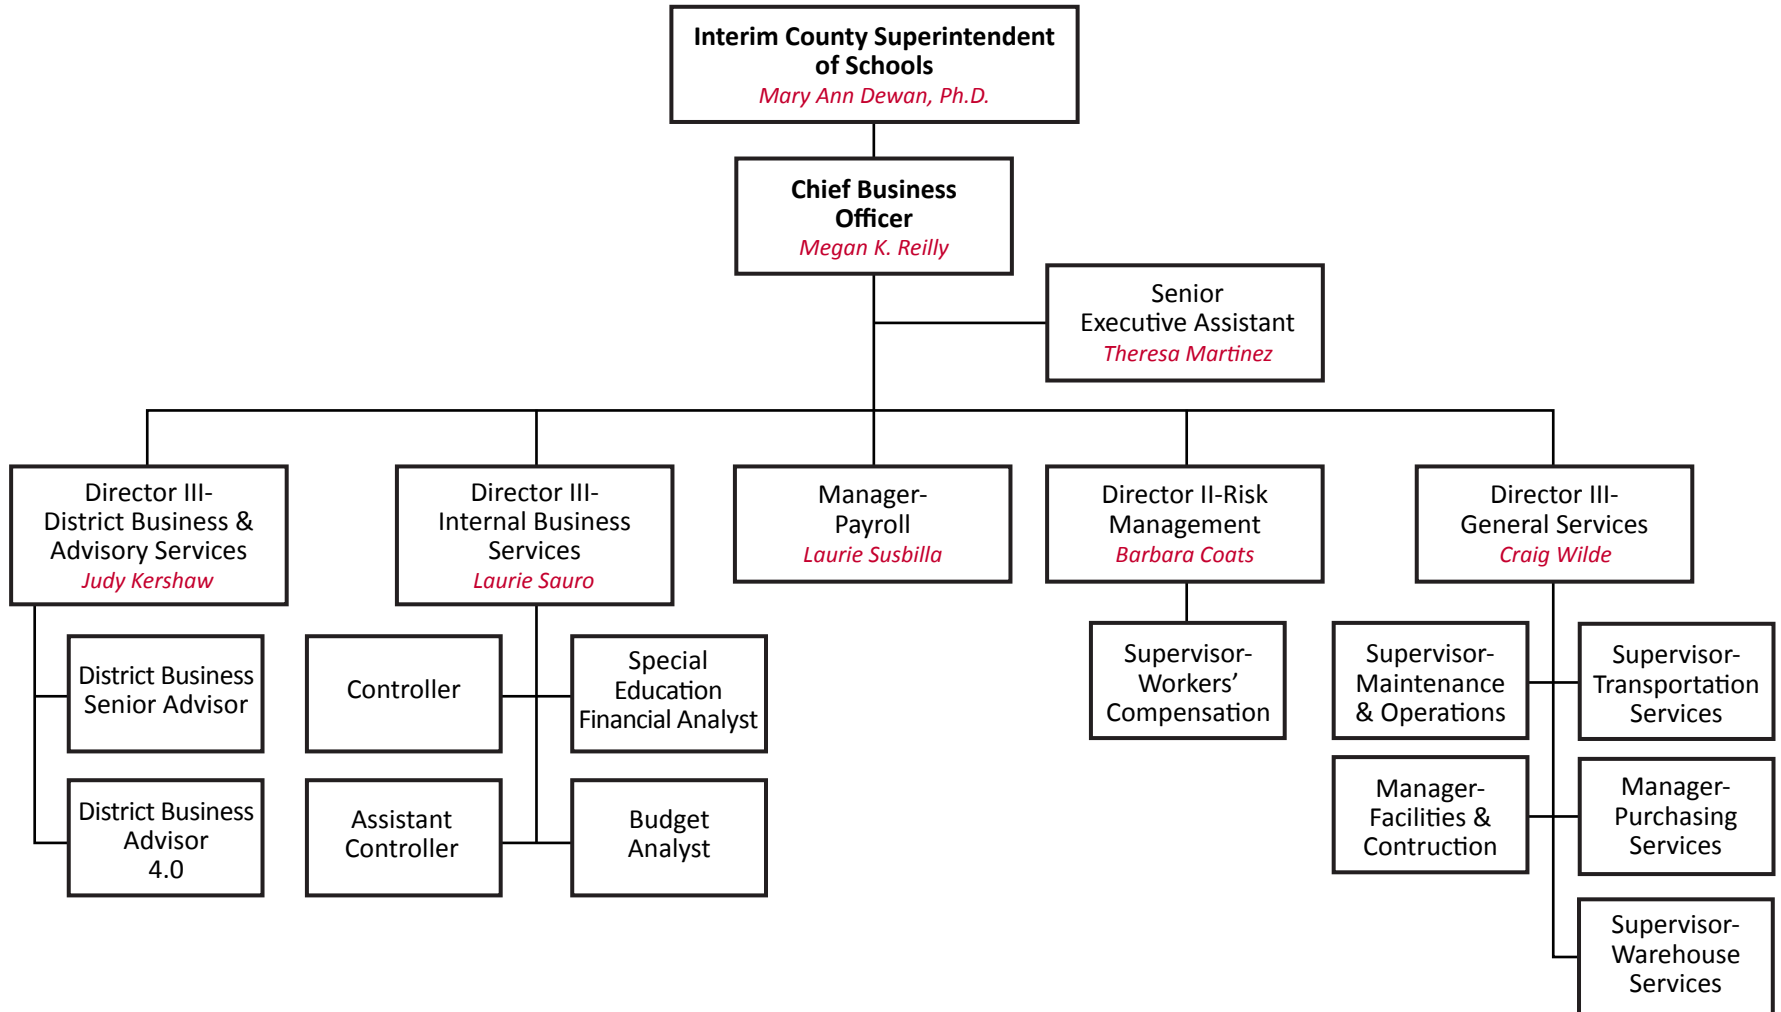 Interim County Superintendent
of Schools
Mary Ann Dewan, Ph.D.
Chief Business
Officer
Megan K. Reilly
Senior
Executive Assistant
Theresa Martinez
Director III-
District Business &
Advisory Services
Judy Kershaw
Director III-
Internal Business
Services
Laurie Sauro
Manager-
Payroll
Laurie Susbilla
Director II-Risk
Management
Barbara Coats
Director III-
General Services
Craig Wilde
District Business
Senior Advisor
District Business
Advisor
4.0
Controller
Special
Education
Financial Analyst
Assistant
Controller
Budget
Analyst
Supervisor-
Workers’
Compensation
Supervisor-
Maintenance
& Operations
Supervisor-
Transportation
Services
Manager-
Facilities &
Contruction
Manager-
Purchasing
Services
Supervisor-
Warehouse
Services